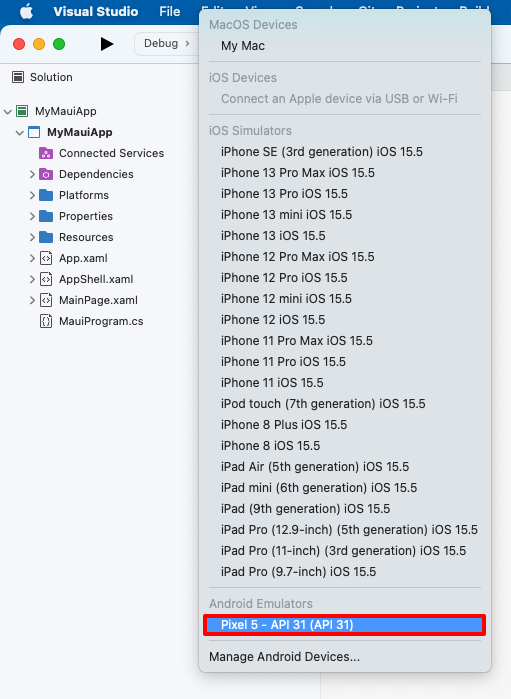 Visual Studio File
Debug
MacOS Devices
My Mac
iOS Devices
Connect an Apple device via USB or Wi-Fi
iOS Simulators
iPhone SE (3rd generation) iOS 15.5
iPhone 13 Pro Max iOS 15.5
iPhone 13 Pro iOS 15.5
iPhone 13 mini iOS 15.5
iPhone 13 iOS 15.5
iPhone 12 Pro Max iOS 15.5
iPhone 12 Pro iOS 15.5
iPhone 12 mini iOS 15.5
iPhone 12 iOS 15.5
iPhone 11 Pro Max iOS 15.5
iPhone 11 Pro iOS 15.5
iPhone 11 iOS 15.5
iPod touch (7th generation) iOS 15.5
iPhone 8 Plus iOS 15.5
iPhone 8 iOS 15.5
iPad Air (5th generation) iOS 15.5
iPad mini (6th generation) iOS 15.5
iPad (9th generation) iOS 15.5
iPad Pro (12.9-inch) (5th generation) iOS 15.5
iPad Pro (11-inch) (3rd generation) iOS 15.5
iPad Pro (9.7-inch) iOS 15.5
Android Emulators
Pixel 5 - API 31 (API 31)
Manage Android Devices...
Solution
MyMauiApp
MyMauiApp
Connected Services
Dependencies
Platforms
Properties
Resources
App.xaml
AppShell.xaml
MainPage.xaml
MauiProgram.cs